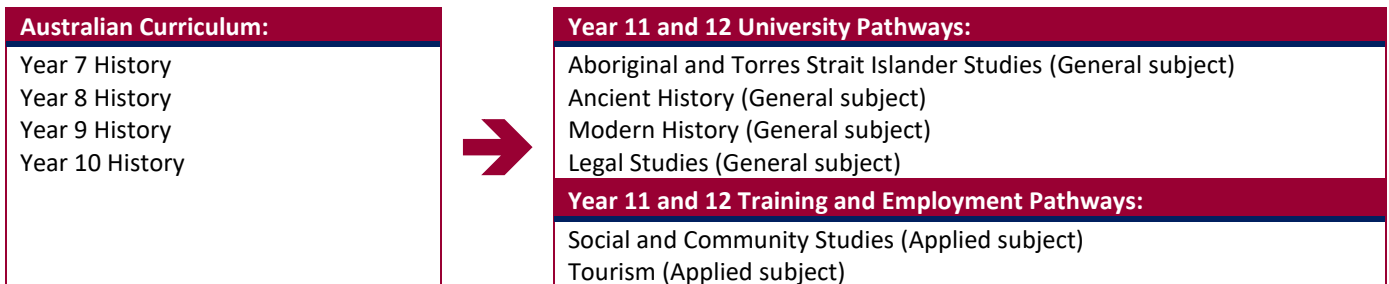 Australian Curriculum:
Year 7 History
Year 8 History
Year 9 History
Year 10 History
Year 11 and 12 University Pathways:
Aboriginal and Torres Strait Islander Studies (General subject)
Ancient History (General subject)
Modern History (General subject)
Legal Studies (General subject)
Year 11 and 12 Training and Employment Pathways:
Social and Community Studies (Applied subject)
Tourism (Applied subject)